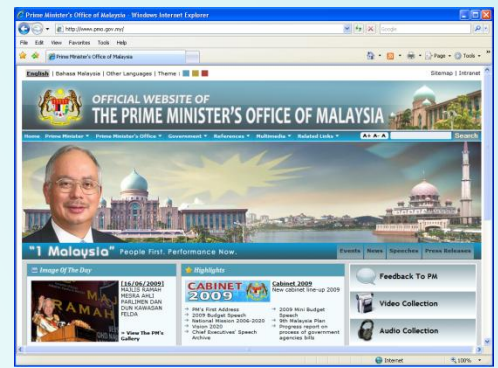 Prime Minister's Office of Malaysia - Windows Internet Explorer
http://www.pmo.gov.my/
Google
File Edit View Favorites Tools Help
Prime Minister's Office of Malaysia
Page Tools
English | Bahasa Malaysia | Other Languages | Theme :
Sitemap | Intranet
OFFICIAL WEBSITE OF
THE PRIME MINISTER'S OFFICE OF MALAYSIA
Home Prime Minister Prime Minister's Office Government References Multimedia Related Links
A+ A- A
Search
"1 Malaysia" People First. Performance Now.
Events News Speeches Press Releases
Image Of The Day
[16/06/2009]
MAJLIS RAMAH
MESRA AHLI
PARLIMEN DAN
DUN KAWASAN
FELDA
» View The PM's
Gallery
Highlights
CABINET
2009
Cabinet 2009
New cabinet line-up 2009
PM's First Address
2009 Budget Speech
National Mission 2006-2020
Vision 2020
Chief Executives' Speech
Archive
2009 Mini Budget
Speech
9th Malaysia Plan
Progress report on
process of government
agencies bills
Feedback To PM
Video Collection
Audio Collection
Internet
100%